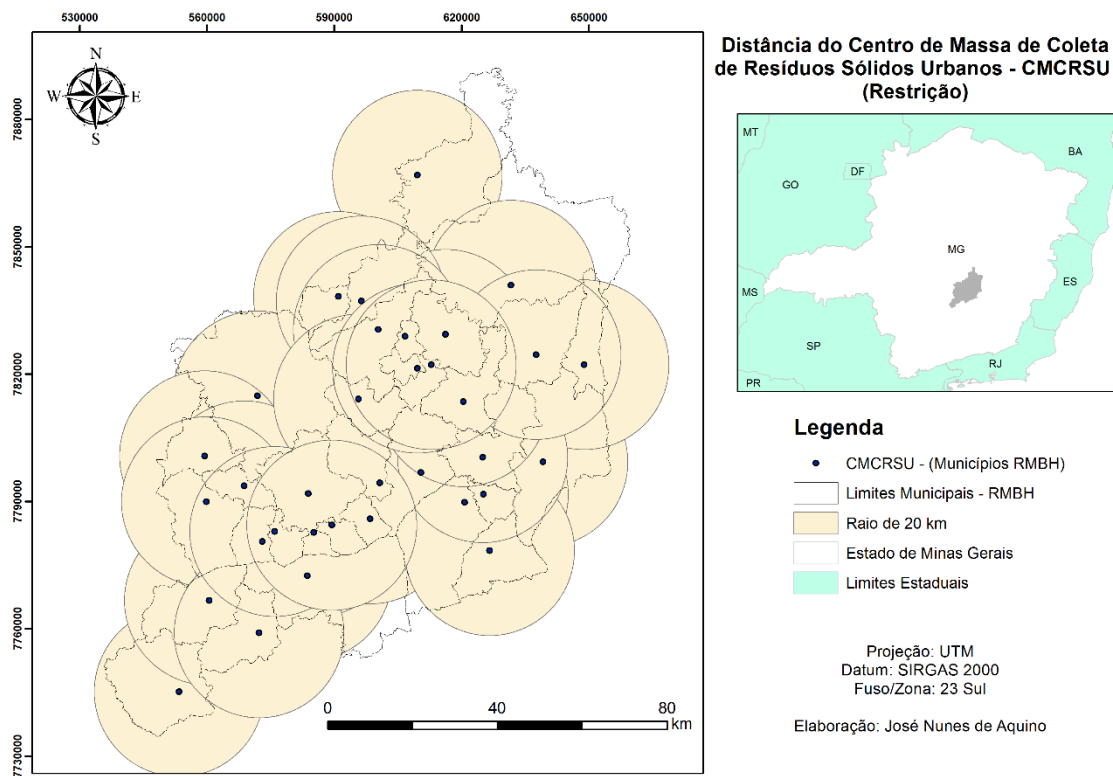 530000 560000 590000 620000 650000
7880000
7850000
7820000
7790000
7760000
7730000
N
W E
S
0 40 80
km
Distância do Centro de Massa de Coleta
de Resíduos Sólidos Urbanos - CMCRSU
(Restrição)
MT
BA
DF
GO
MG
ES
MS
SP
RJ
PR
Legenda
CMCRSU - (Municípios RMBH)
Limites Municipais - RMBH
Raio de 20 km
Estado de Minas Gerais
Limites Estaduais
Projeção: UTM
Datum: SIRGAS 2000
Fuso/Zona: 23 Sul
Elaboração: José Nunes de Aquino